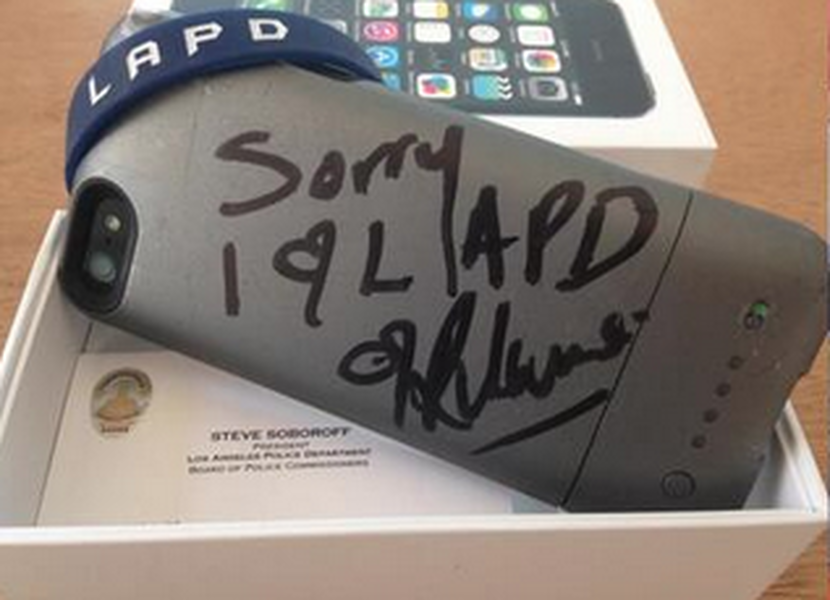 LAPD
Sorry
I LAPD
STEVE SOBOROFF
PRESIDENT
LOS ANGELES POLICE DEPARTMENT
BOARD OF POLICE COMMISSIONERS